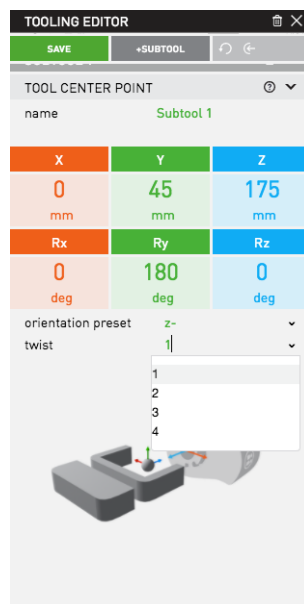 TOOLING EDITOR
SAVE
+SUBTOOL
TOOL CENTER POINT
name Subtool 1
X Y Z
0 45 175
mm mm mm
Rx Ry Rz
0 180 0
deg deg deg
orientation preset z-
twist 1
1
2
3
4